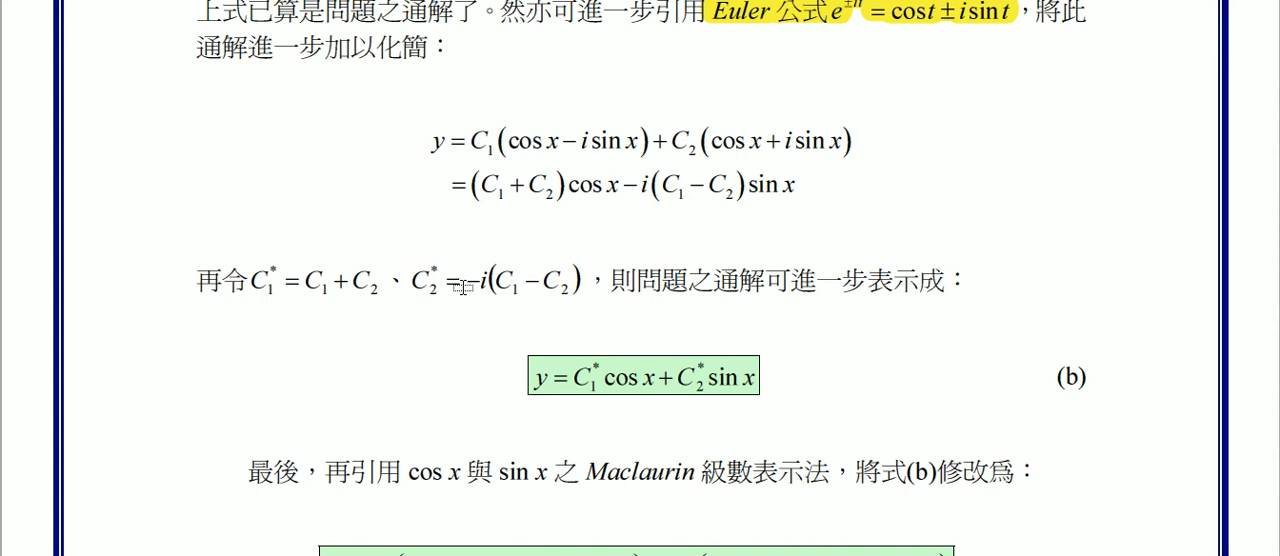 上式已算是問題之通解了。然亦可進一步引用 Euler 公式 e^{±it} = cos t ± i sin t，將此
通解進一步加以化簡：
y = C₁(cos x − i sin x) + C₂(cos x + i sin x)
= (C₁ + C₂)cos x − i(C₁ − C₂)sin x
再令 C₁* = C₁ + C₂、C₂* = −i(C₁ − C₂)，則問題之通解可進一步表示成：
y = C₁* cos x + C₂* sin x (b)
最後，再引用 cos x 與 sin x 之 Maclaurin 級數表示法，將式(b)修改為：